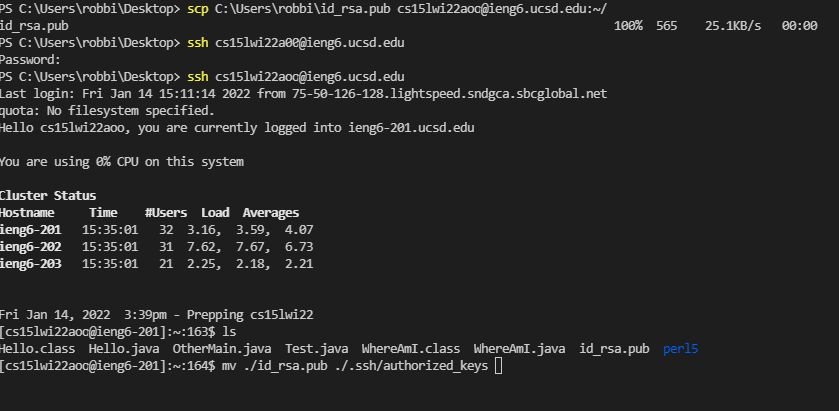 PS C:\Users\robbi\Desktop> scp C:\Users\robbi\id_rsa.pub cs15lwi22aoo@ieng6.ucsd.edu:~/
id_rsa.pub 100% 565 25.1KB/s 00:00
PS C:\Users\robbi\Desktop> ssh cs15lwi22a00@ieng6.ucsd.edu
Password:
PS C:\Users\robbi\Desktop> ssh cs15lwi22aoo@ieng6.ucsd.edu
Last login: Fri Jan 14 15:11:14 2022 from 75-50-126-128.lightspeed.sndgca.sbcglobal.net
quota: No filesystem specified.
Hello cs15lwi22aoo, you are currently logged into ieng6-201.ucsd.edu
You are using 0% CPU on this system
Cluster Status
Hostname Time #Users Load Averages
ieng6-201 15:35:01 32 3.16, 3.59, 4.07
ieng6-202 15:35:01 31 7.62, 7.67, 6.73
ieng6-203 15:35:01 21 2.25, 2.18, 2.21
Fri Jan 14, 2022 3:39pm - Prepping cs15lwi22
[cs15lwi22aoo@ieng6-201]:~:163$ ls
Hello.class Hello.java OtherMain.java Test.java WhereAmI.class WhereAmI.java id_rsa.pub perl5
[cs15lwi22aoo@ieng6-201]:~:164$ mv ./id_rsa.pub ./.ssh/authorized_keys